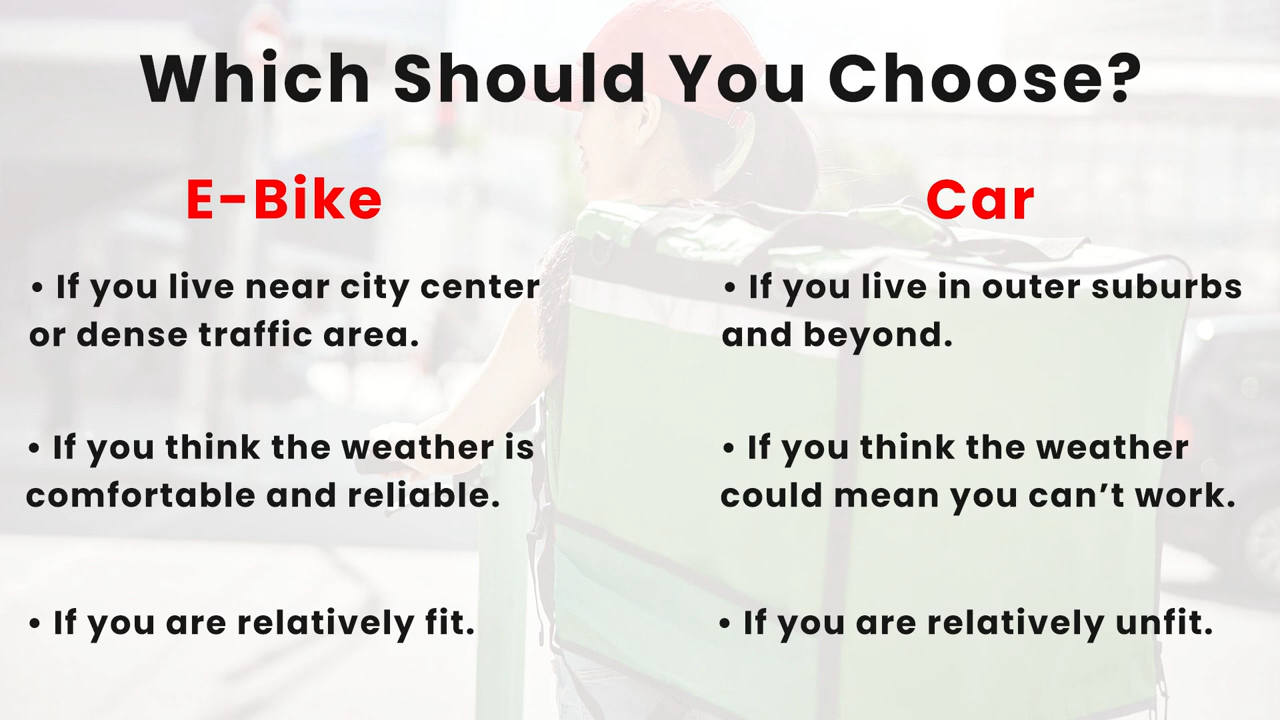 Which Should You Choose?
E-Bike
• If you live near city center
or dense traffic area.
• If you think the weather is
comfortable and reliable.
• If you are relatively fit.
Car
• If you live in outer suburbs
and beyond.
• If you think the weather
could mean you can’t work.
• If you are relatively unfit.